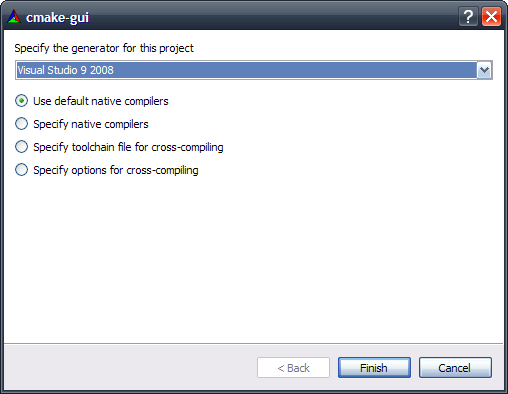 cmake-gui
?
Specify the generator for this project
Visual Studio 9 2008
Use default native compilers
Specify native compilers
Specify toolchain file for cross-compiling
Specify options for cross-compiling
< Back
Finish
Cancel